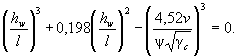 (h_w/l)³ + 0,198(h_w/l)² − (4,52v/ψ√γ_c)³ = 0.